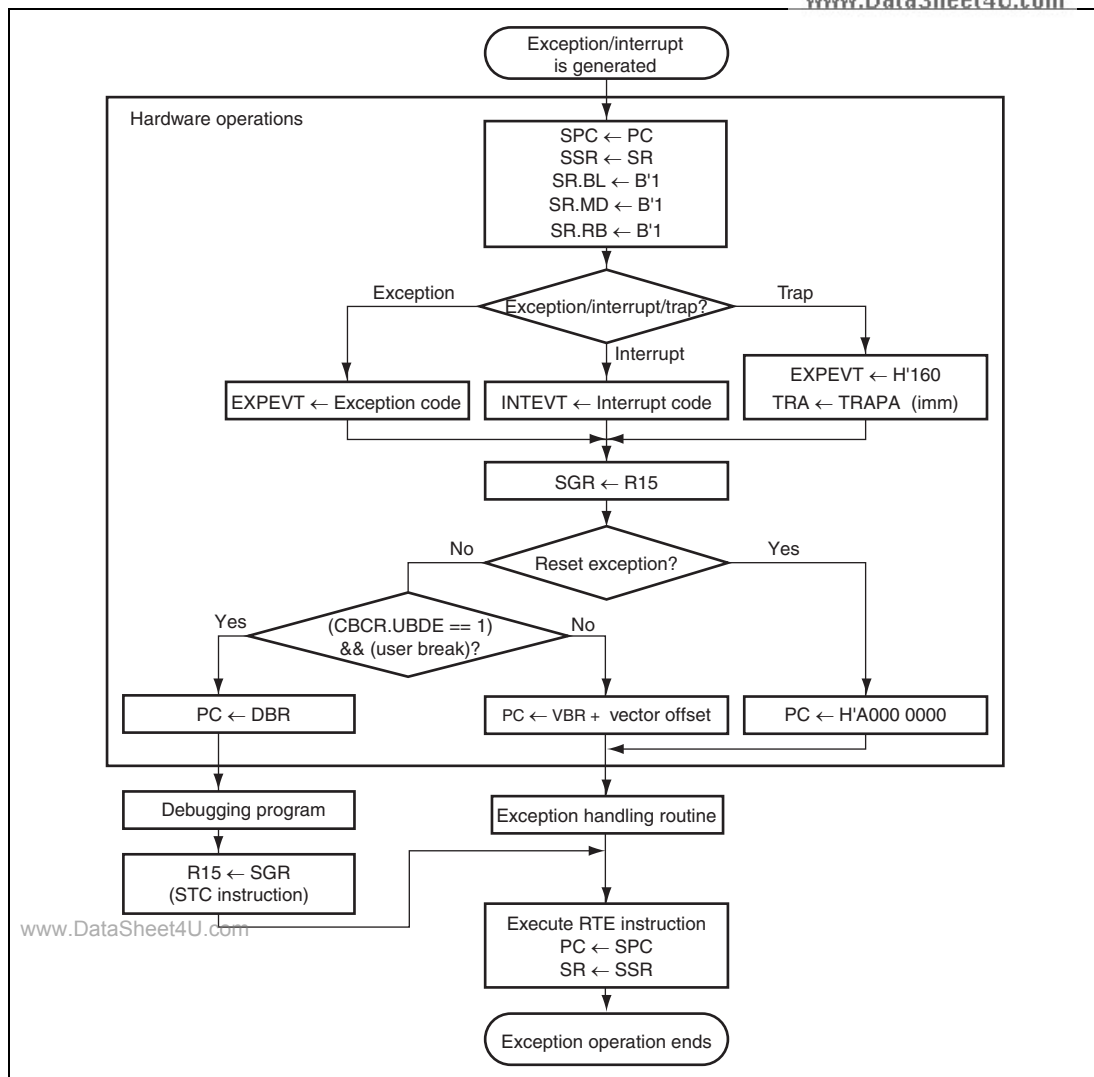 www.DataSheet4U.com
Exception/interrupt
is generated
Hardware operations
SPC ← PC
SSR ← SR
SR.BL ← B'1
SR.MD ← B'1
SR.RB ← B'1
Exception
Exception/interrupt/trap?
Trap
Interrupt
EXPEVT ← Exception code
INTEVT ← Interrupt code
EXPEVT ← H'160
TRA ← TRAPA (imm)
SGR ← R15
No
Reset exception?
Yes
Yes
(CBCR.UBDE == 1)
&& (user break)?
No
PC ← DBR
PC ← VBR + vector offset
PC ← H'A000 0000
Debugging program
Exception handling routine
R15 ← SGR
(STC instruction)
www.DataSheet4U.com
Execute RTE instruction
PC ← SPC
SR ← SSR
Exception operation ends